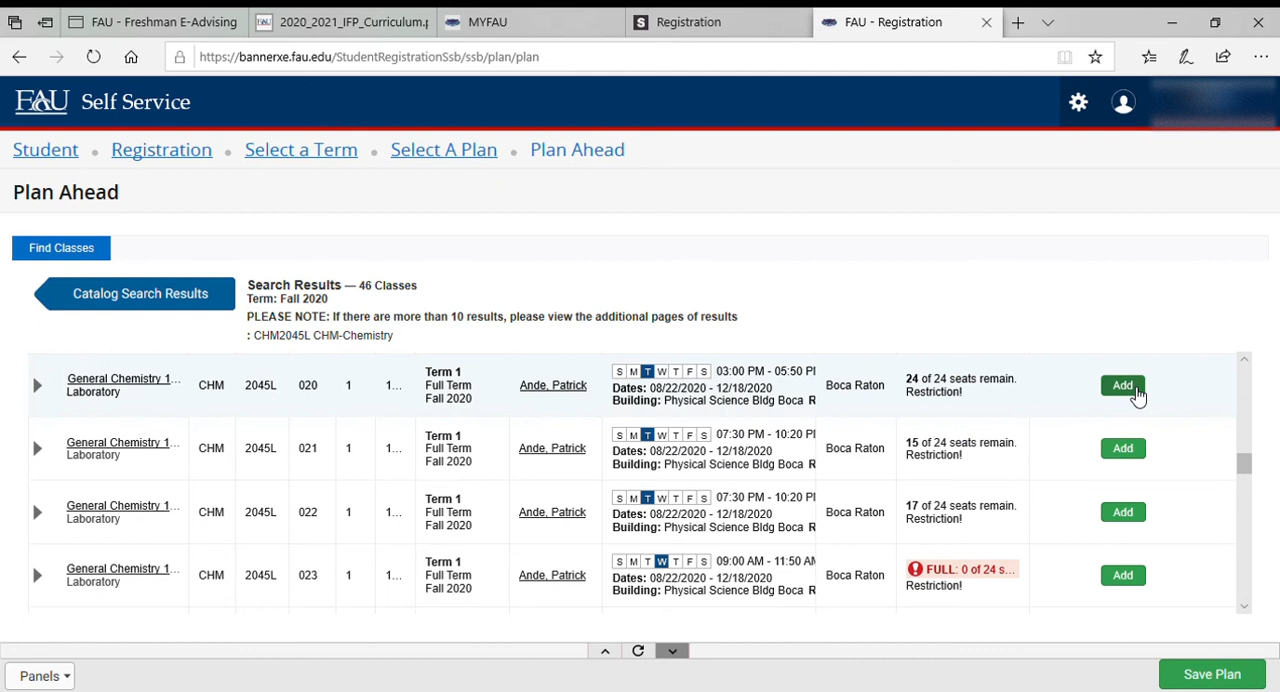 FAU - Freshman E-Advising
2020_2021_IFP_Curriculum.p
MYFAU
S Registration
FAU - Registration
https://bannerxe.fau.edu/StudentRegistrationSsb/ssb/plan/plan
FAU Self Service
Student • Registration • Select a Term • Select A Plan • Plan Ahead
Plan Ahead
Find Classes
Catalog Search Results
Search Results — 46 Classes
Term: Fall 2020
PLEASE NOTE: If there are more than 10 results, please view the additional pages of results
: CHM2045L CHM-Chemistry
General Chemistry 1...
Laboratory
CHM
2045L
020
1
1...
Term 1
Full Term
Fall 2020
Ande, Patrick
S M T W T F S 03:00 PM - 05:50 PM
Dates: 08/22/2020 - 12/18/2020
Building: Physical Science Bldg Boca R
Boca Raton
24 of 24 seats remain.
Restriction!
Add
General Chemistry 1...
Laboratory
CHM
2045L
021
1
1...
Term 1
Full Term
Fall 2020
Ande, Patrick
S M T W T F S 07:30 PM - 10:20 PM
Dates: 08/22/2020 - 12/18/2020
Building: Physical Science Bldg Boca R
Boca Raton
15 of 24 seats remain.
Restriction!
Add
General Chemistry 1...
Laboratory
CHM
2045L
022
1
1...
Term 1
Full Term
Fall 2020
Ande, Patrick
S M T W T F S 07:30 PM - 10:20 PM
Dates: 08/22/2020 - 12/18/2020
Building: Physical Science Bldg Boca R
Boca Raton
17 of 24 seats remain.
Restriction!
Add
General Chemistry 1...
Laboratory
CHM
2045L
023
1
1...
Term 1
Full Term
Fall 2020
Ande, Patrick
S M T W T F S 09:00 AM - 11:50 AM
Dates: 08/22/2020 - 12/18/2020
Building: Physical Science Bldg Boca R
Boca Raton
FULL: 0 of 24 s...
Restriction!
Add
Panels
Save Plan